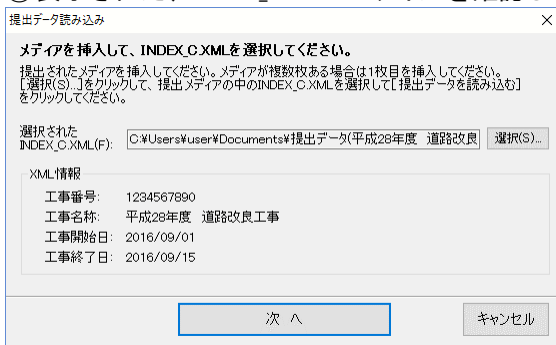 提出データ読み込み
メディアを挿入して、INDEX_C.XMLを選択してください。
提出されたメディアを挿入してください。メディアが複数枚ある場合は1枚目を挿入してください。
[選択(S)...]をクリックして、提出メディアの中のINDEX_C.XMLを選択して[提出データを読み込む]
をクリックしてください。
選択された
INDEX_C.XML(F):
C:¥Users¥user¥Documents¥提出データ(平成28年度 道路改良
選択(S)...
XML情報
工事番号: 1234567890
工事名称: 平成28年度 道路改良工事
工事開始日: 2016/09/01
工事終了日: 2016/09/15
次 へ
キャンセル